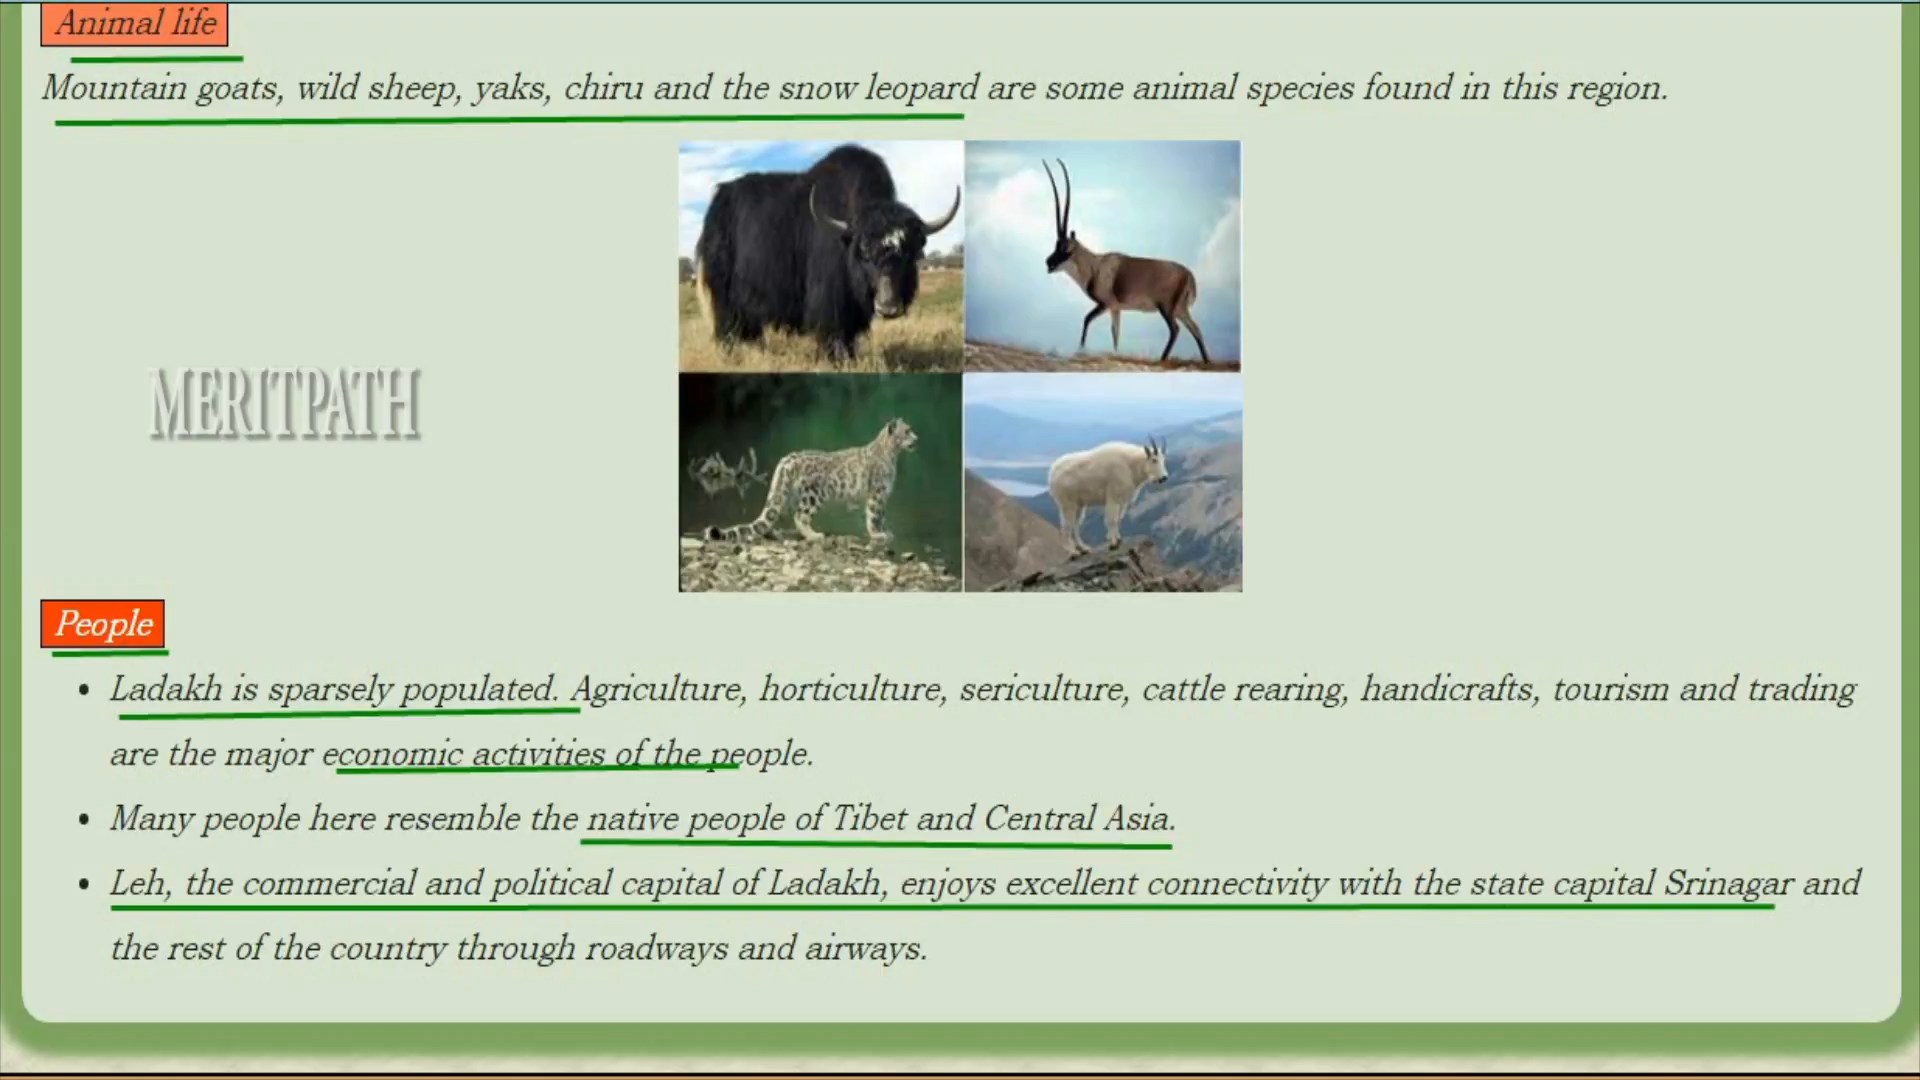 Animal life
Mountain goats, wild sheep, yaks, chiru and the snow leopard are some animal species found in this region.
MERITPATH
People
• Ladakh is sparsely populated. Agriculture, horticulture, sericulture, cattle rearing, handicrafts, tourism and trading
are the major economic activities of the people.
• Many people here resemble the native people of Tibet and Central Asia.
• Leh, the commercial and political capital of Ladakh, enjoys excellent connectivity with the state capital Srinagar and
the rest of the country through roadways and airways.